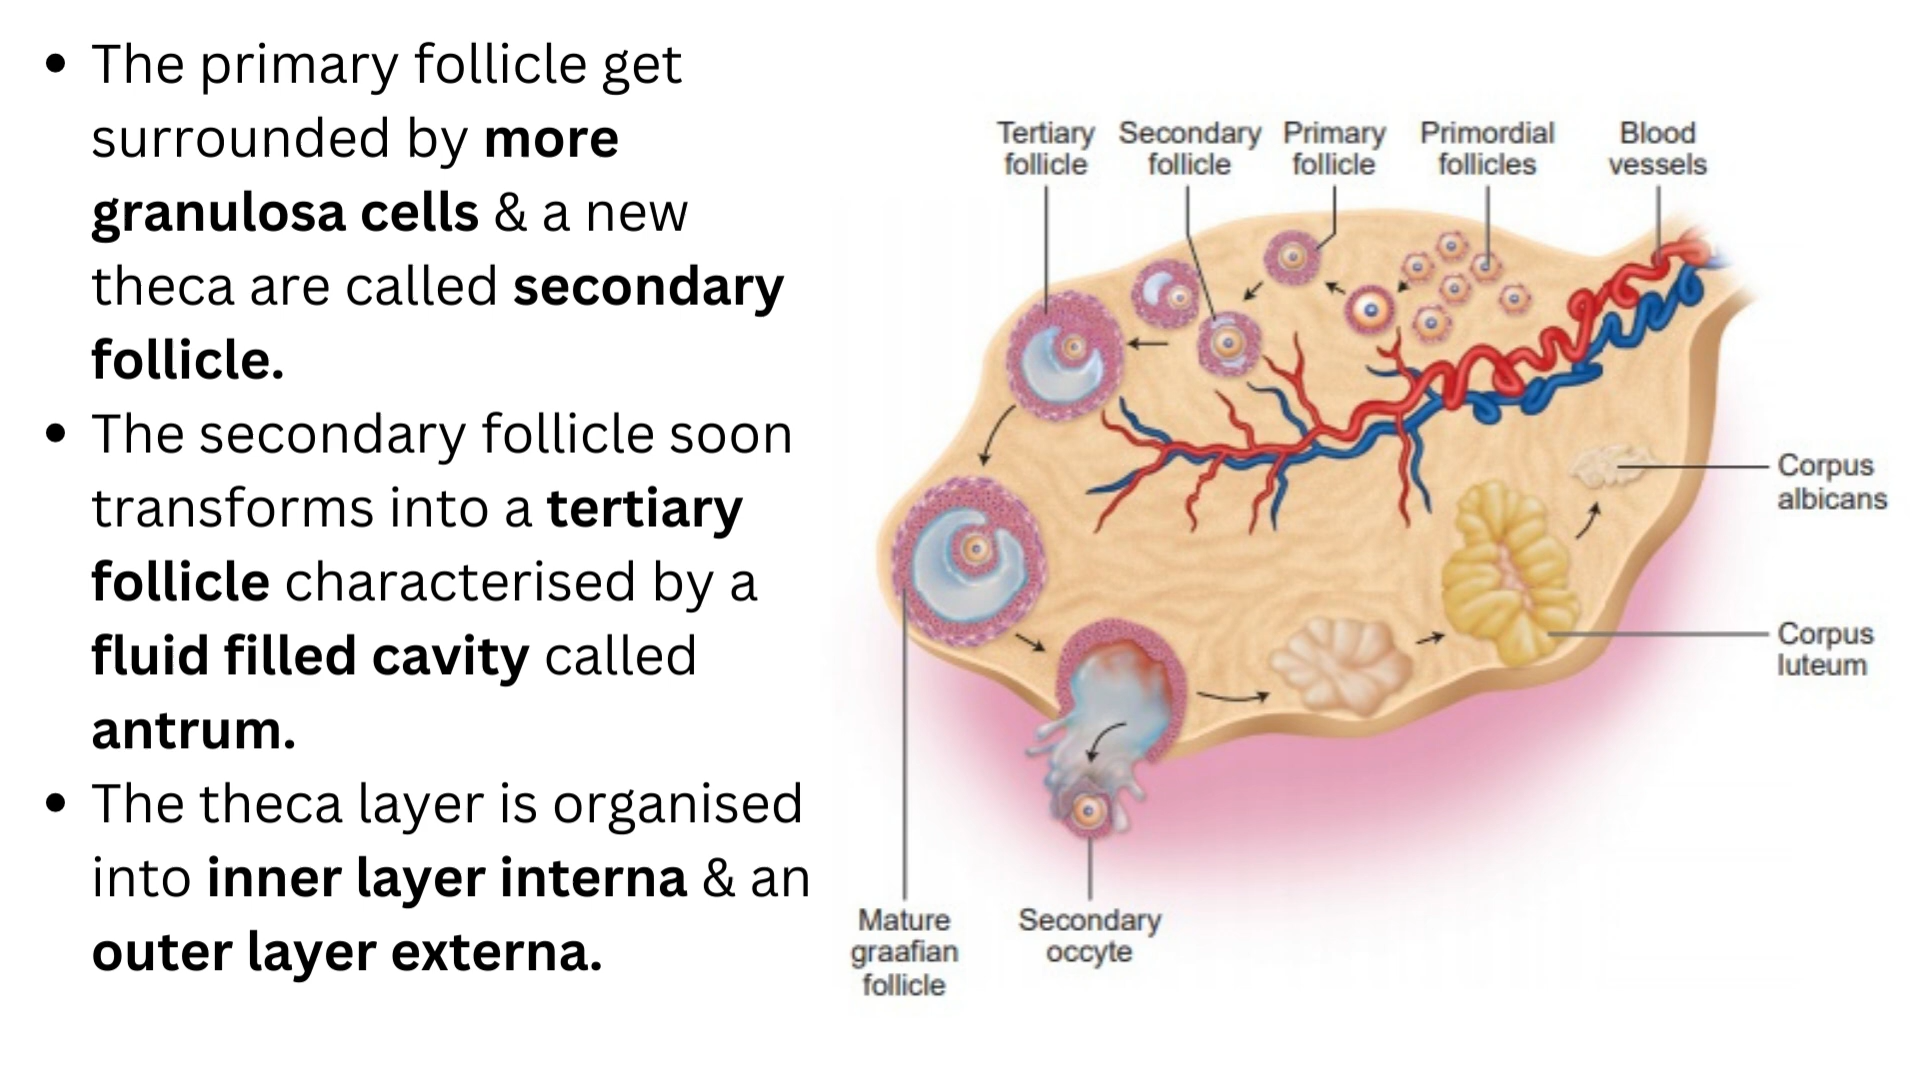 • The primary follicle get
surrounded by more
granulosa cells & a new
theca are called secondary
follicle.
• The secondary follicle soon
transforms into a tertiary
follicle characterised by a
fluid filled cavity called
antrum.
• The theca layer is organised
into inner layer interna & an
outer layer externa.
Tertiary
follicle
Secondary
follicle
Primary
follicle
Primordial
follicles
Blood
vessels
Corpus
albicans
Corpus
luteum
Mature
graafian
follicle
Secondary
occyte